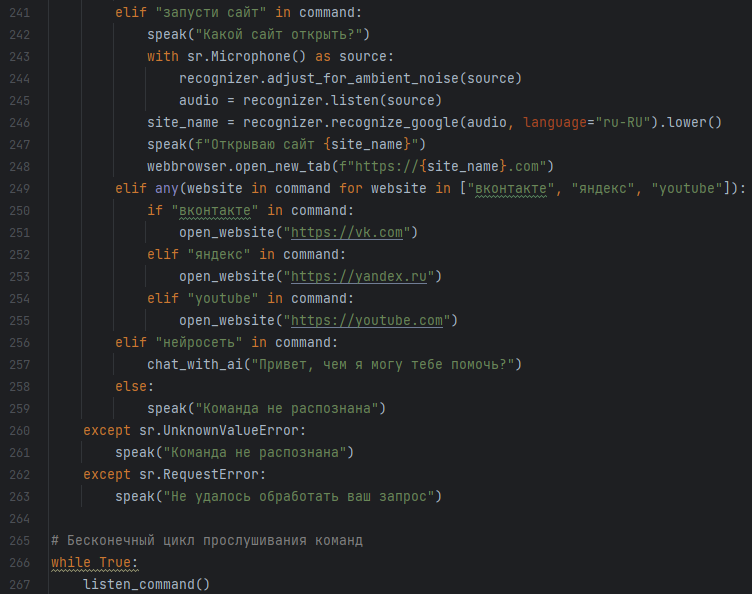 241 elif "запусти сайт" in command:
242 speak("Какой сайт открыть?")
243 with sr.Microphone() as source:
244 recognizer.adjust_for_ambient_noise(source)
245 audio = recognizer.listen(source)
246 site_name = recognizer.recognize_google(audio, language="ru-RU").lower()
247 speak(f"Открываю сайт {site_name}")
248 webbrowser.open_new_tab(f"https://{site_name}.com")
249 elif any(website in command for website in ["вконтакте", "яндекс", "youtube"]):
250 if "вконтакте" in command:
251 open_website("https://vk.com")
252 elif "яндекс" in command:
253 open_website("https://yandex.ru")
254 elif "youtube" in command:
255 open_website("https://youtube.com")
256 elif "нейросеть" in command:
257 chat_with_ai("Привет, чем я могу тебе помочь?")
258 else:
259 speak("Команда не распознана")
260 except sr.UnknownValueError:
261 speak("Команда не распознана")
262 except sr.RequestError:
263 speak("Не удалось обработать ваш запрос")
264
265 # Бесконечный цикл прослушивания команд
266 while True:
267 listen_command()